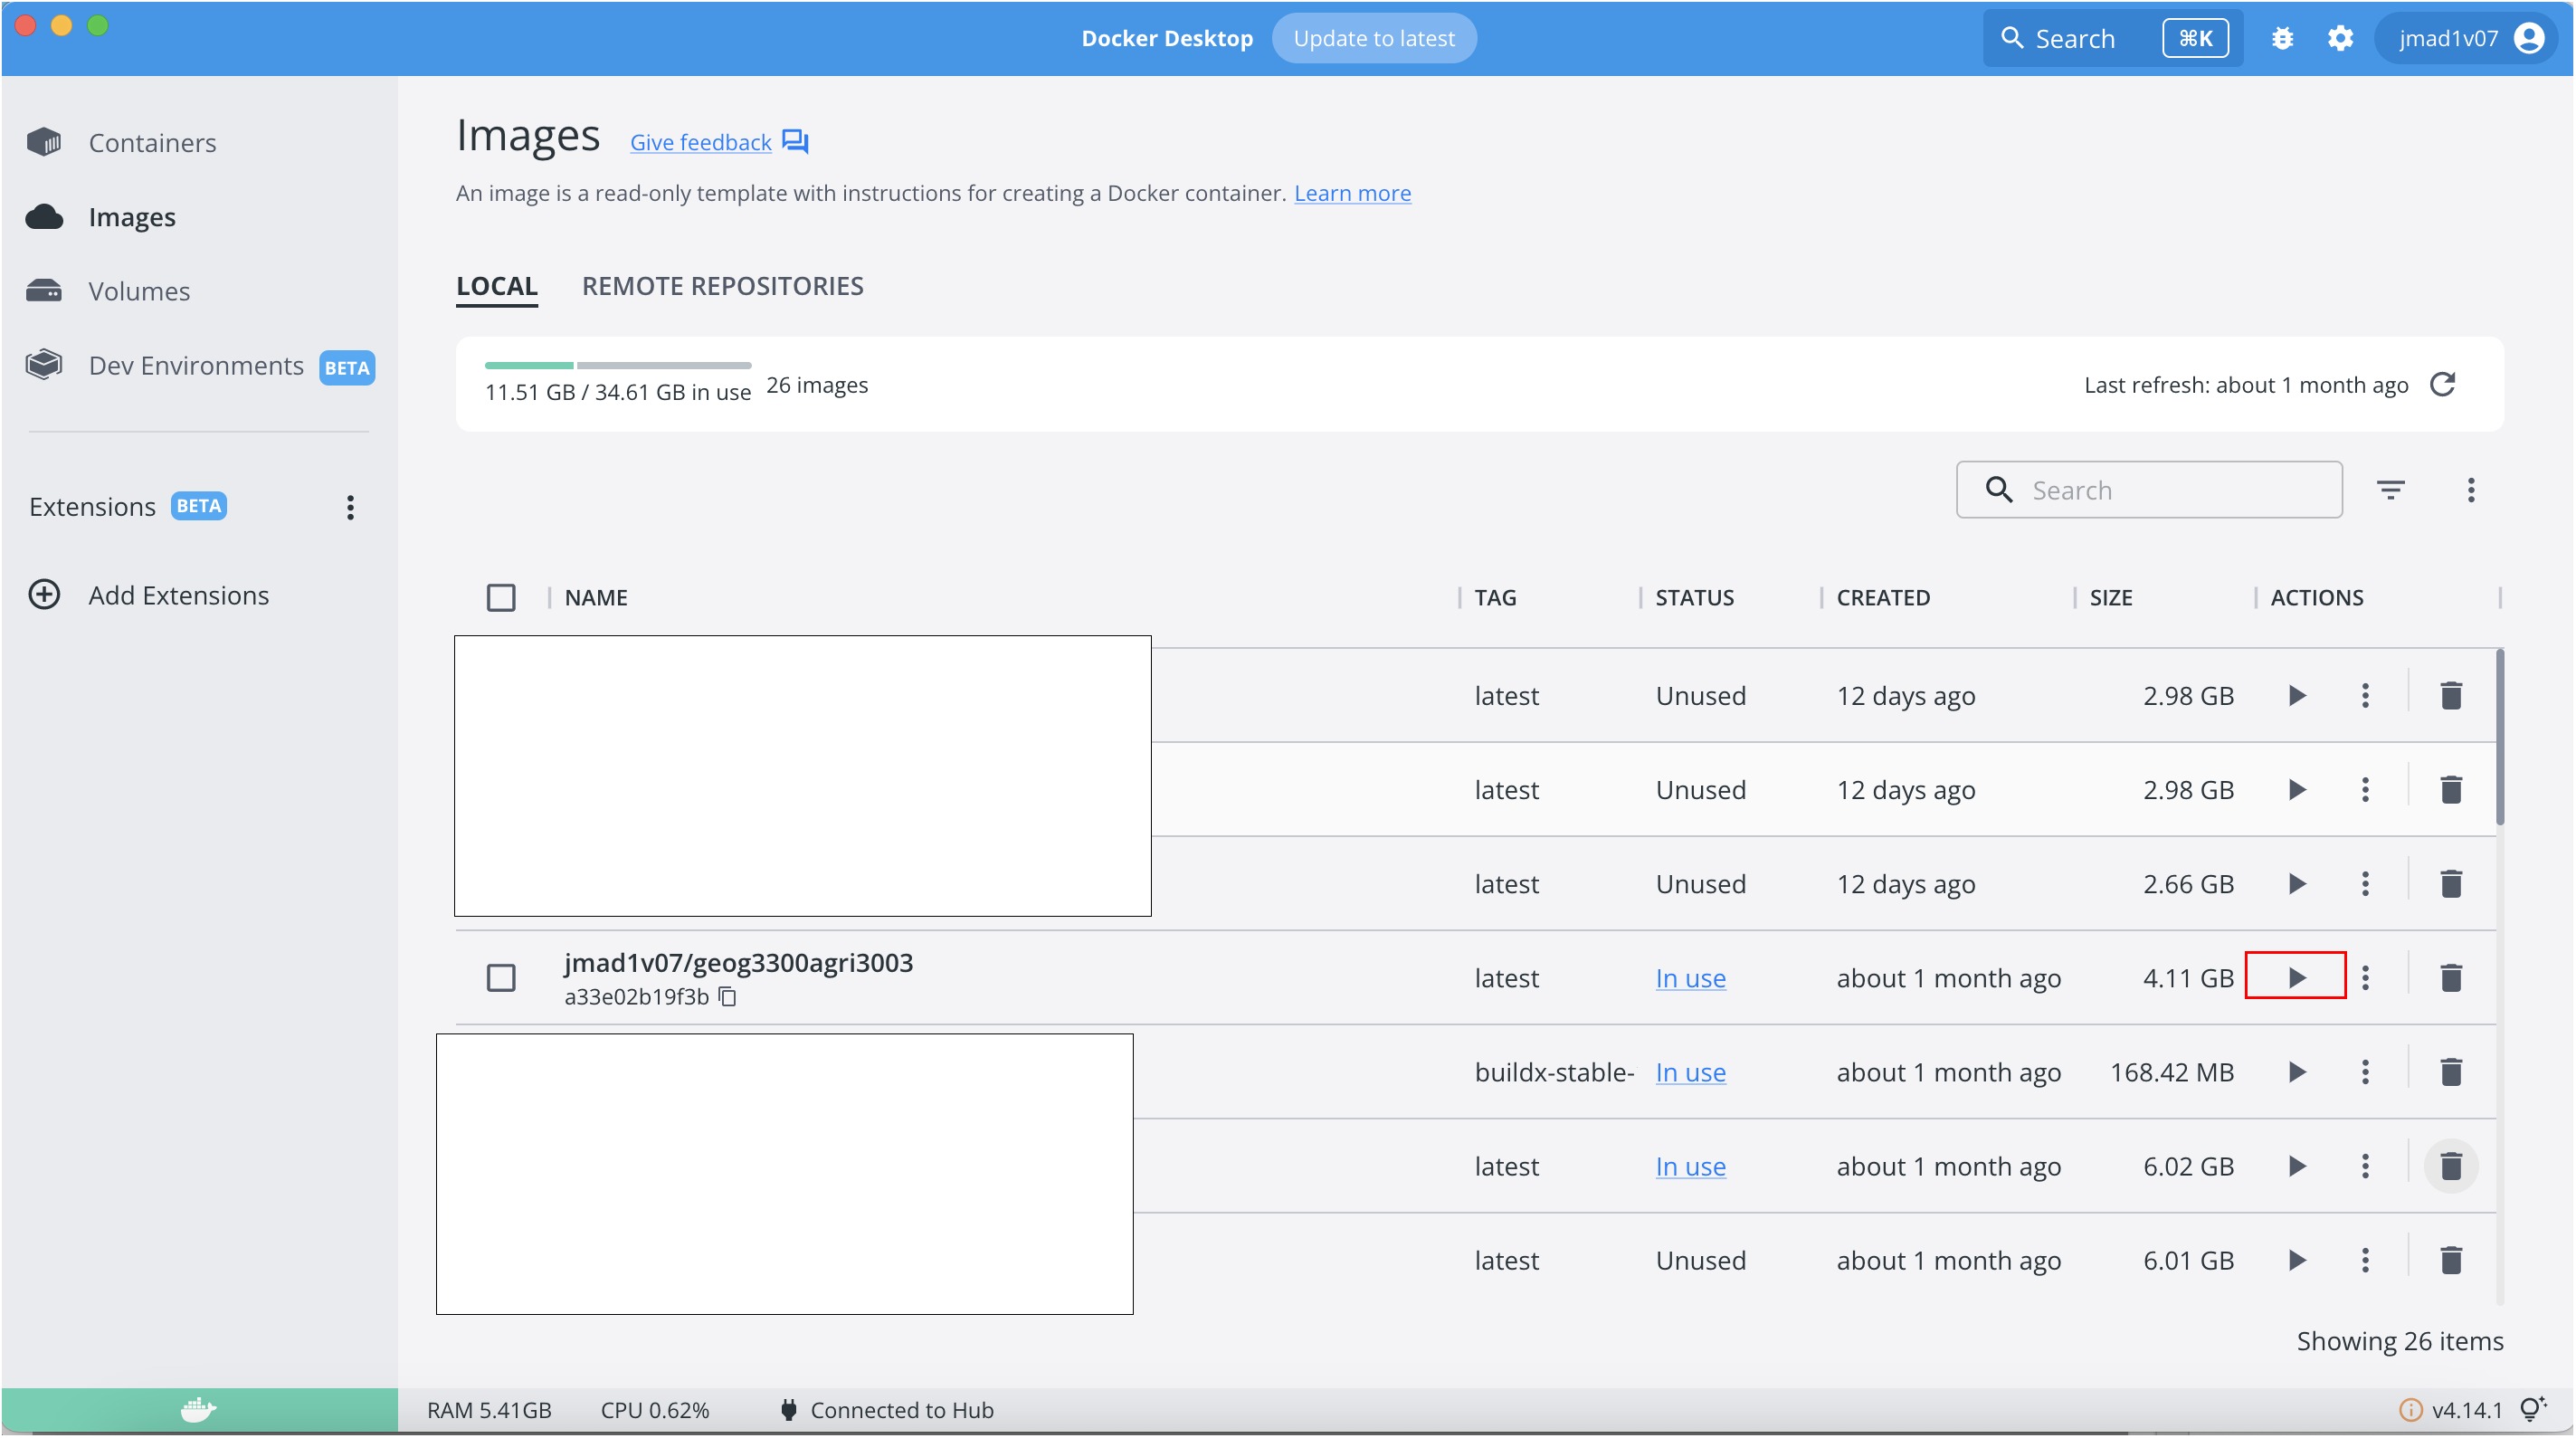 Docker Desktop Update to latest Search ⌘K jmad1v07
Containers
Images
Volumes
Dev Environments BETA
Extensions BETA
Add Extensions
Images Give feedback
An image is a read-only template with instructions for creating a Docker container. Learn more
LOCAL REMOTE REPOSITORIES
11.51 GB / 34.61 GB in use 26 images Last refresh: about 1 month ago
Search
NAME TAG STATUS CREATED SIZE ACTIONS
latest Unused 12 days ago 2.98 GB
latest Unused 12 days ago 2.98 GB
latest Unused 12 days ago 2.66 GB
jmad1v07/geog3300agri3003
a33e02b19f3b
latest In use about 1 month ago 4.11 GB
buildx-stable- In use about 1 month ago 168.42 MB
latest In use about 1 month ago 6.02 GB
latest Unused about 1 month ago 6.01 GB
Showing 26 items
RAM 5.41GB CPU 0.62% Connected to Hub v4.14.1